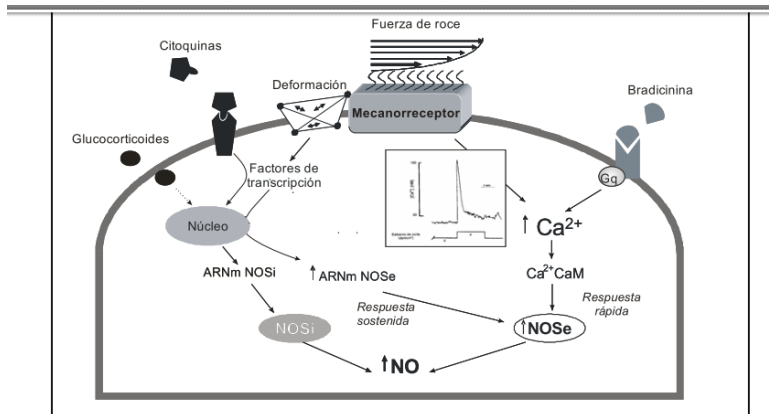 Fuerza de roce
Citoquinas
Deformación
Mecanorreceptor
Bradicinina
Glucocorticoides
Factores de
transcripción
Gq
Núcleo
↑ Ca²⁺
ARNm NOSi
↑ ARNm NOSe
Ca²⁺CaM
Respuesta
sostenida
Respuesta
rápida
NOSi
↑NOSe
↑NO